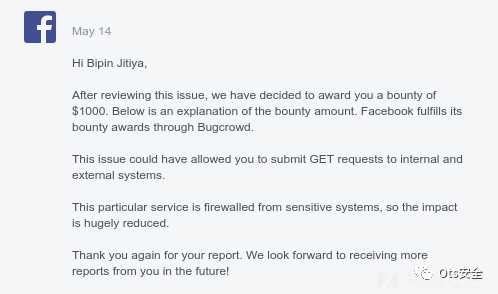 May 14
Hi Bipin Jitiya,
After reviewing this issue, we have decided to award you a bounty of
$1000. Below is an explanation of the bounty amount. Facebook fulfills its
bounty awards through Bugcrowd.
This issue could have allowed you to submit GET requests to internal and
external systems.
This particular service is firewalled from sensitive systems, so the impact
is hugely reduced.
Thank you again for your report. We look forward to receiving more
reports from you in the future!
Ots安全